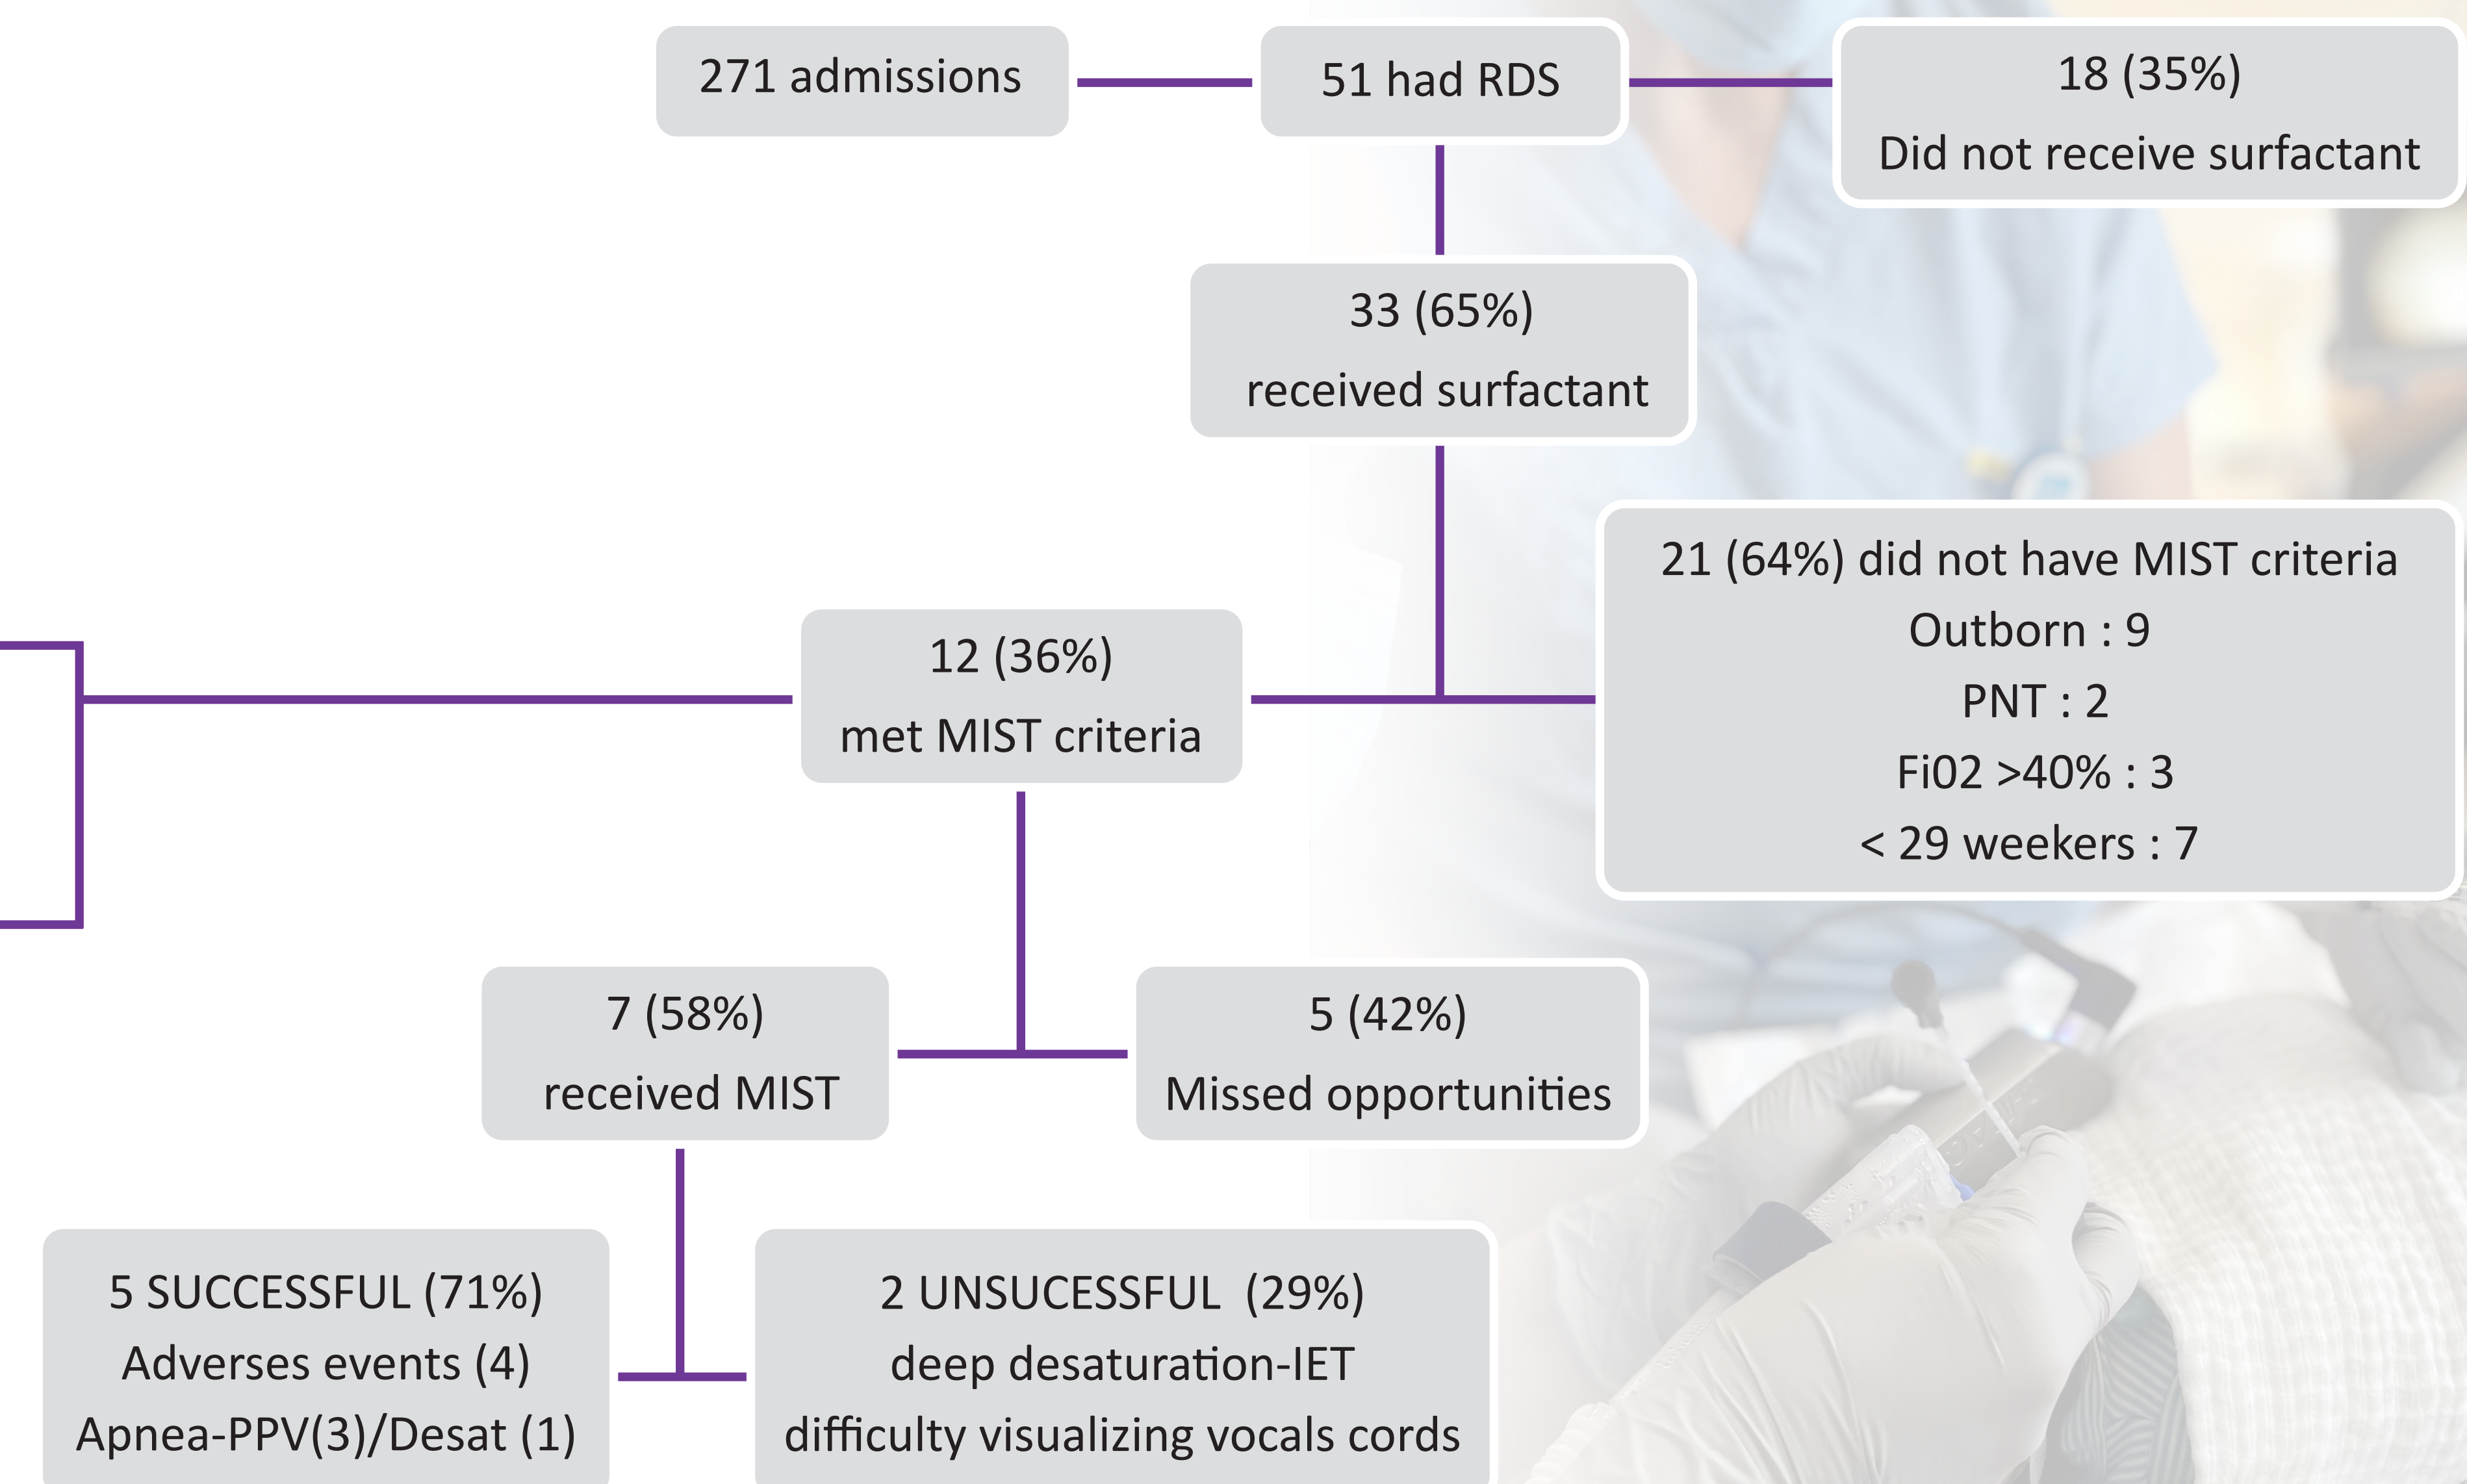 271 admissions
51 had RDS
18 (35%)
Did not receive surfactant
33 (65%)
received surfactant
21 (64%) did not have MIST criteria
Outborn : 9
PNT : 2
Fi02 >40% : 3
< 29 weekers : 7
12 (36%)
met MIST criteria
7 (58%)
received MIST
5 (42%)
Missed opportunities
5 SUCCESSFUL (71%)
Adverses events (4)
Apnea-PPV(3)/Desat (1)
2 UNSUCESSFUL (29%)
deep desaturation-IET
difficulty visualizing vocals cords